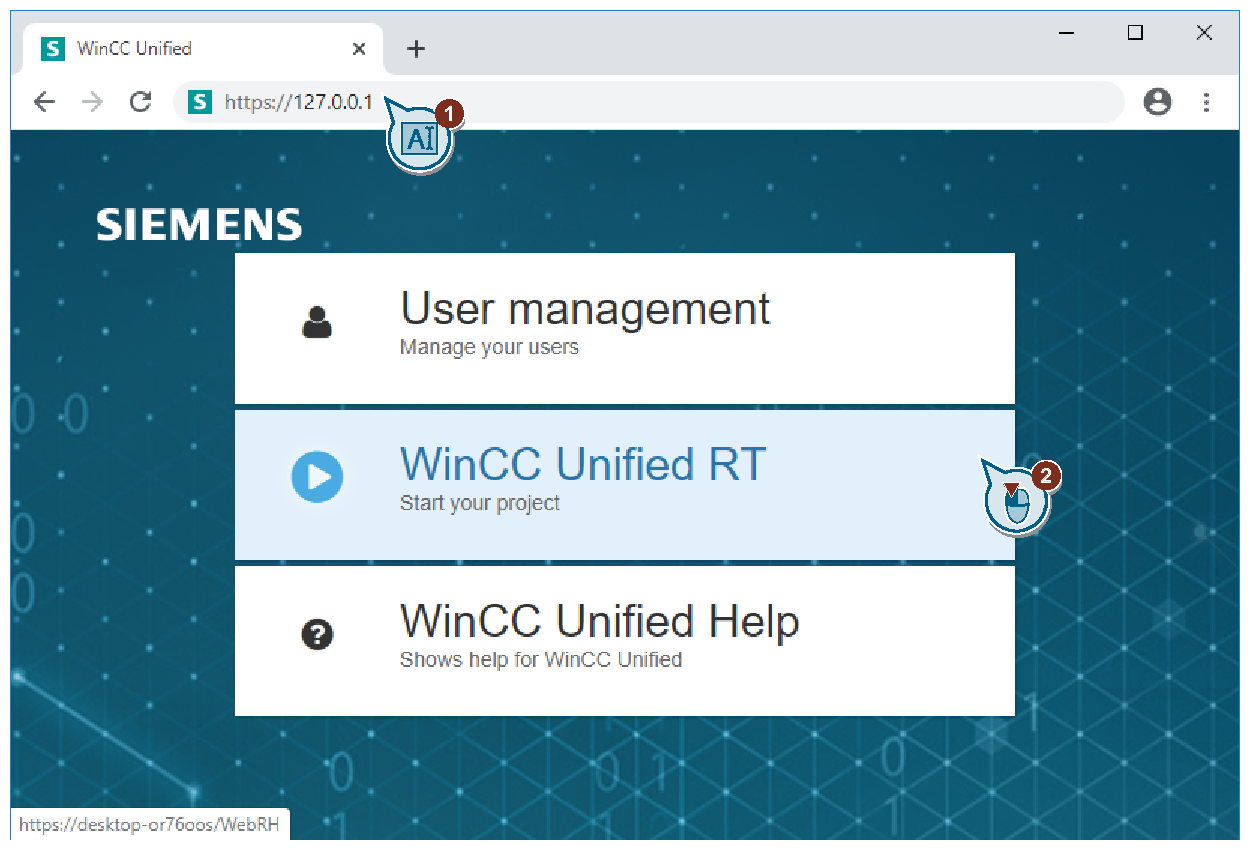 WinCC Unified
https://127.0.0.1
1
AI
SIEMENS
User management
Manage your users
WinCC Unified RT
Start your project
2
WinCC Unified Help
Shows help for WinCC Unified
https://desktop-or76oos/WebRH